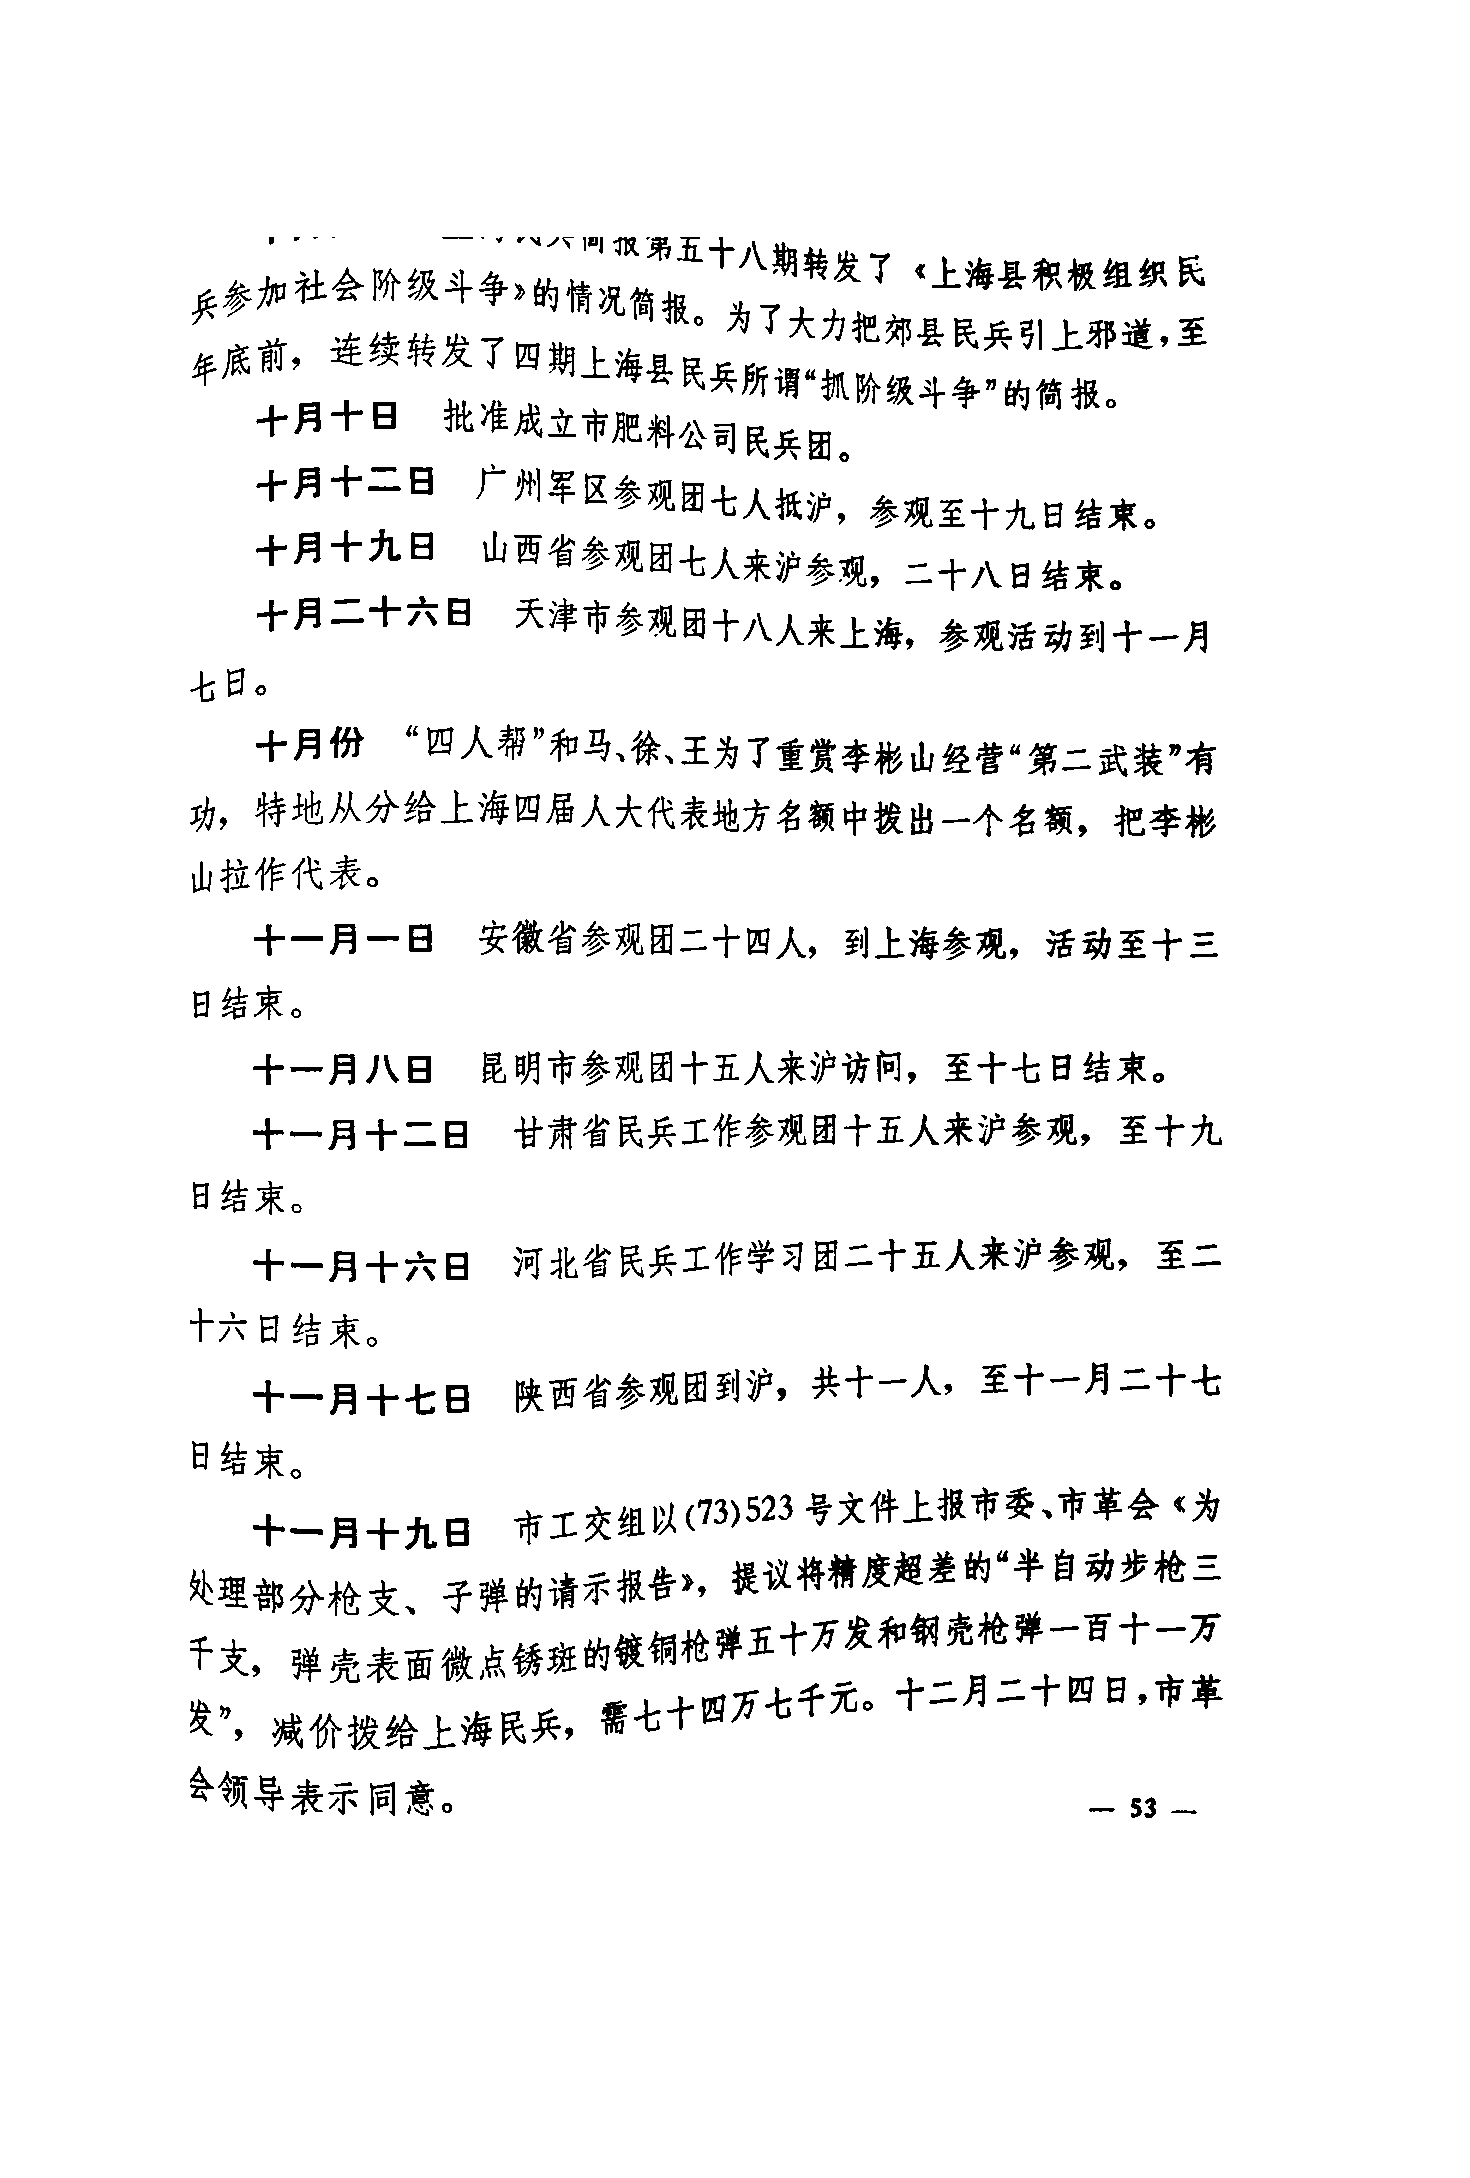 简报第五十八期转发了《上海县积极组织民
兵参加社会阶级斗争》的情况简报。为了大力把郊县民兵引上邪道，至
年底前，连续转发了四期上海县民兵所谓“抓阶级斗争”的简报。
十月十日　批准成立市肥料公司民兵团。
十月十二日　广州军区参观团七人抵沪，参观至十九日结束。
十月十九日　山西省参观团七人来沪参观，二十八日结束。
十月二十六日　天津市参观团十八人来上海，参观活动到十一月
七日。
十月份　“四人帮”和马、徐、王为了重赏李彬山经营“第二武装”有
功，特地从分给上海四届人大代表地方名额中拨出一个名额，把李彬
山拉作代表。
十一月一日　安徽省参观团二十四人，到上海参观，活动至十三
日结束。
十一月八日　昆明市参观团十五人来沪访问，至十七日结束。
十一月十二日　甘肃省民兵工作参观团十五人来沪参观，至十九
日结束。
十一月十六日　河北省民兵工作学习团二十五人来沪参观，至二
十六日结束。
十一月十七日　陕西省参观团到沪，共十一人，至十一月二十七
日结束。
十一月十九日　市工交组以(73)523号文件上报市委、市革会《为
处理部分枪支、子弹的请示报告》，提议将精度超差的“半自动步枪三
千支，弹壳表面微点锈斑的镀铜枪弹五十万发和钢壳枪弹一百十一万
发”，减价拨给上海民兵，需七十四万七千元。十二月二十四日，市革
会领导表示同意。
— 53 —